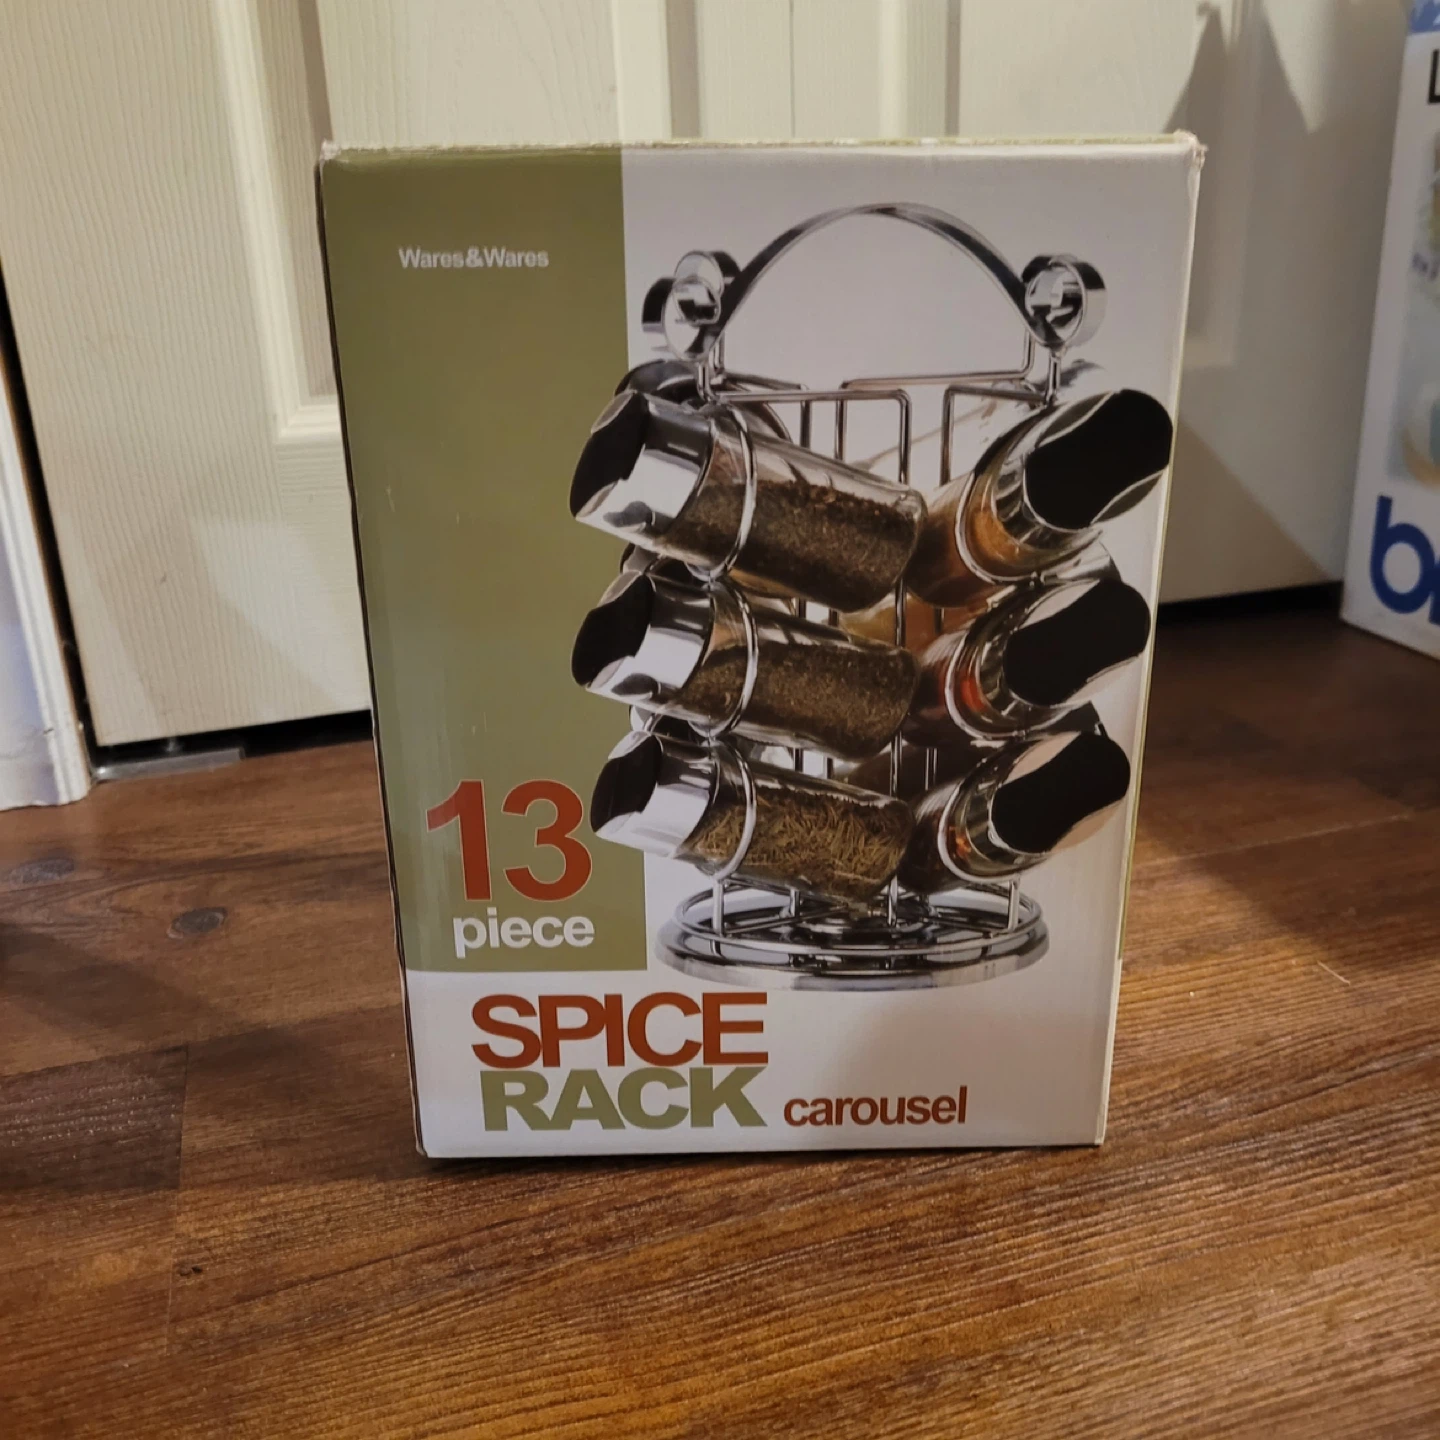 Wares&Wares
13
piece
SPICE
RACK carousel